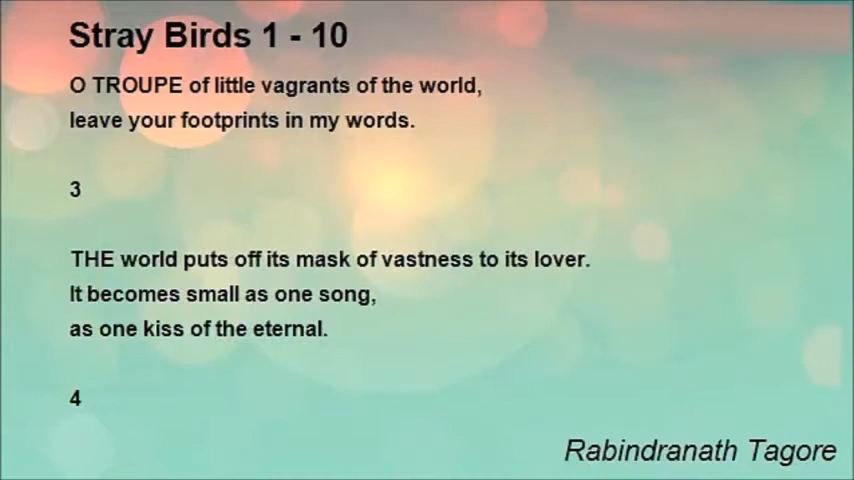 Stray Birds 1 - 10
O TROUPE of little vagrants of the world,
leave your footprints in my words.
3
THE world puts off its mask of vastness to its lover.
It becomes small as one song,
as one kiss of the eternal.
4
Rabindranath Tagore